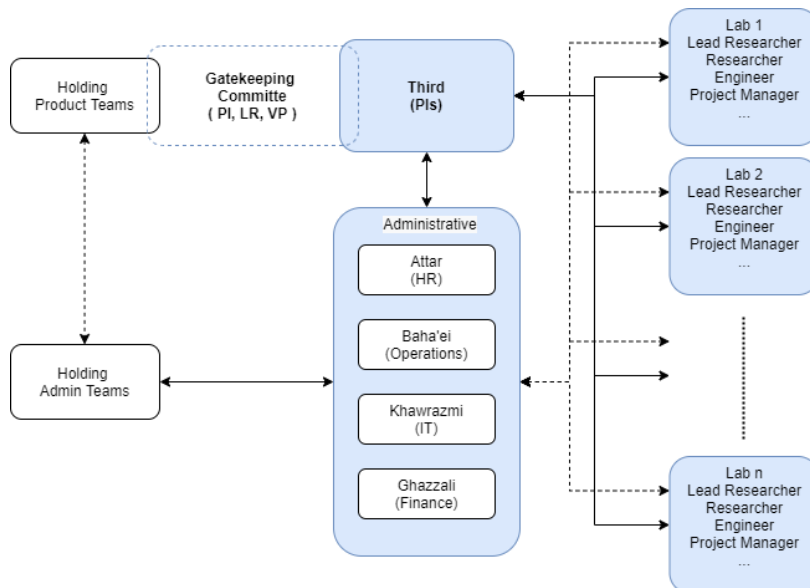 Holding
Product Teams
Gatekeeping
Committe
( PI, LR, VP )
Third
(PIs)
Lab 1
Lead Researcher
Researcher
Engineer
Project Manager
...
Lab 2
Lead Researcher
Researcher
Engineer
Project Manager
...
Administrative
Attar
(HR)
Baha'ei
(Operations)
Khawrazmi
(IT)
Ghazzali
(Finance)
Holding
Admin Teams
Lab n
Lead Researcher
Researcher
Engineer
Project Manager
...